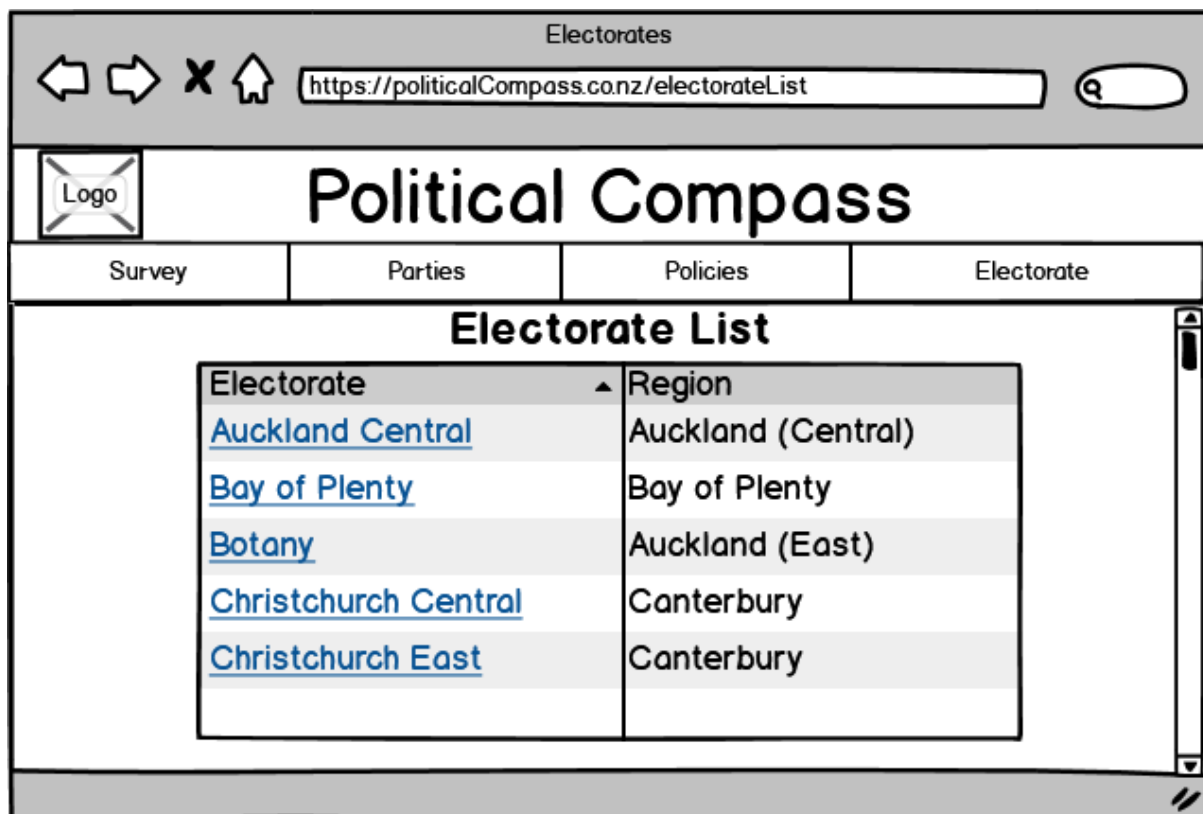 Electorates
https://politicalCompass.co.nz/electorateList
Logo
Political Compass
Survey Parties Policies Electorate
Electorate List
Electorate Region
Auckland Central Auckland (Central)
Bay of Plenty Bay of Plenty
Botany Auckland (East)
Christchurch Central Canterbury
Christchurch East Canterbury